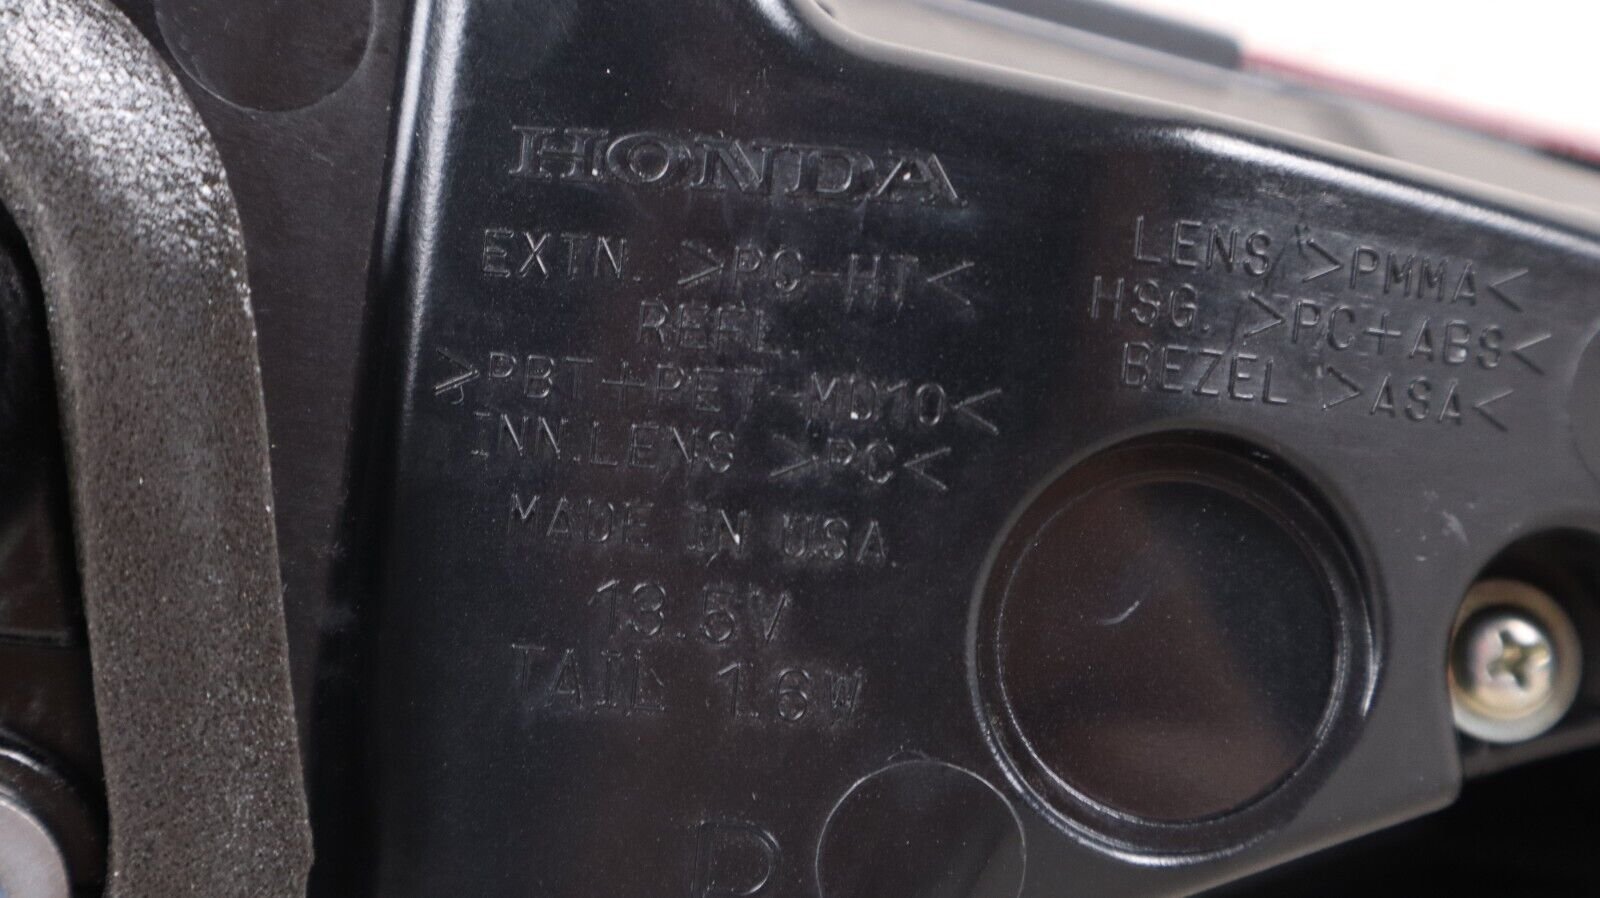 HONDA
EXTN. >PC-HT<
REFL.
>PBT+PET-MD10<
INN.LENS >PC<
MADE IN USA.
13.5V
TAIL 1.6W
LENS >PMMA<
HSG. >PC+ABS<
BEZEL >ASA<
D